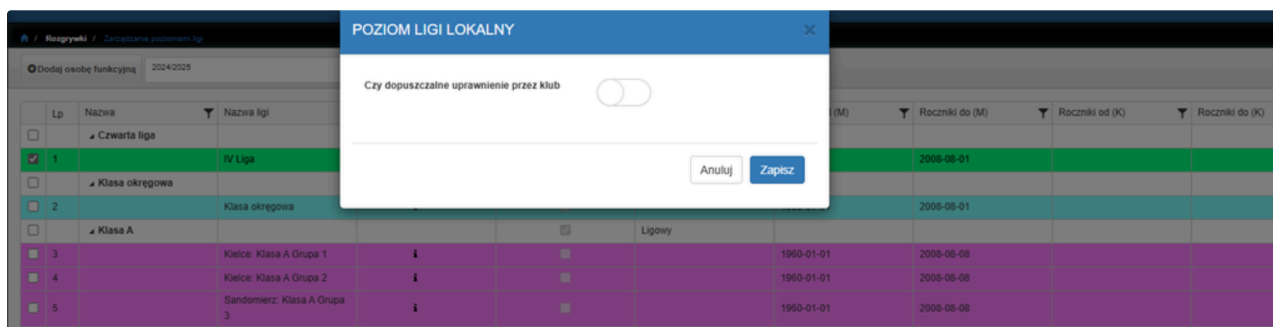 POZIOM LIGI LOKALNY
Rozgrywki / Zarządzanie poziomami ligi
Dodaj osobę funkcyjną 2024/2025
Czy dopuszczalne uprawnienie przez klub
Anuluj Zapisz
Lp Nazwa Nazwa ligi (M) Roczniki do (M) Roczniki od (K) Roczniki do (K)
Czwarta liga
1 IV Liga 2008-08-01
Klasa okręgowa
2 Klasa okręgowa 2008-08-01
Klasa A Ligowy
3 Kielce: Klasa A Grupa 1 1960-01-01 2008-08-08
4 Kielce: Klasa A Grupa 2 1960-01-01 2008-08-08
5 Sandomierz: Klasa A Grupa 1960-01-01 2008-08-08
3